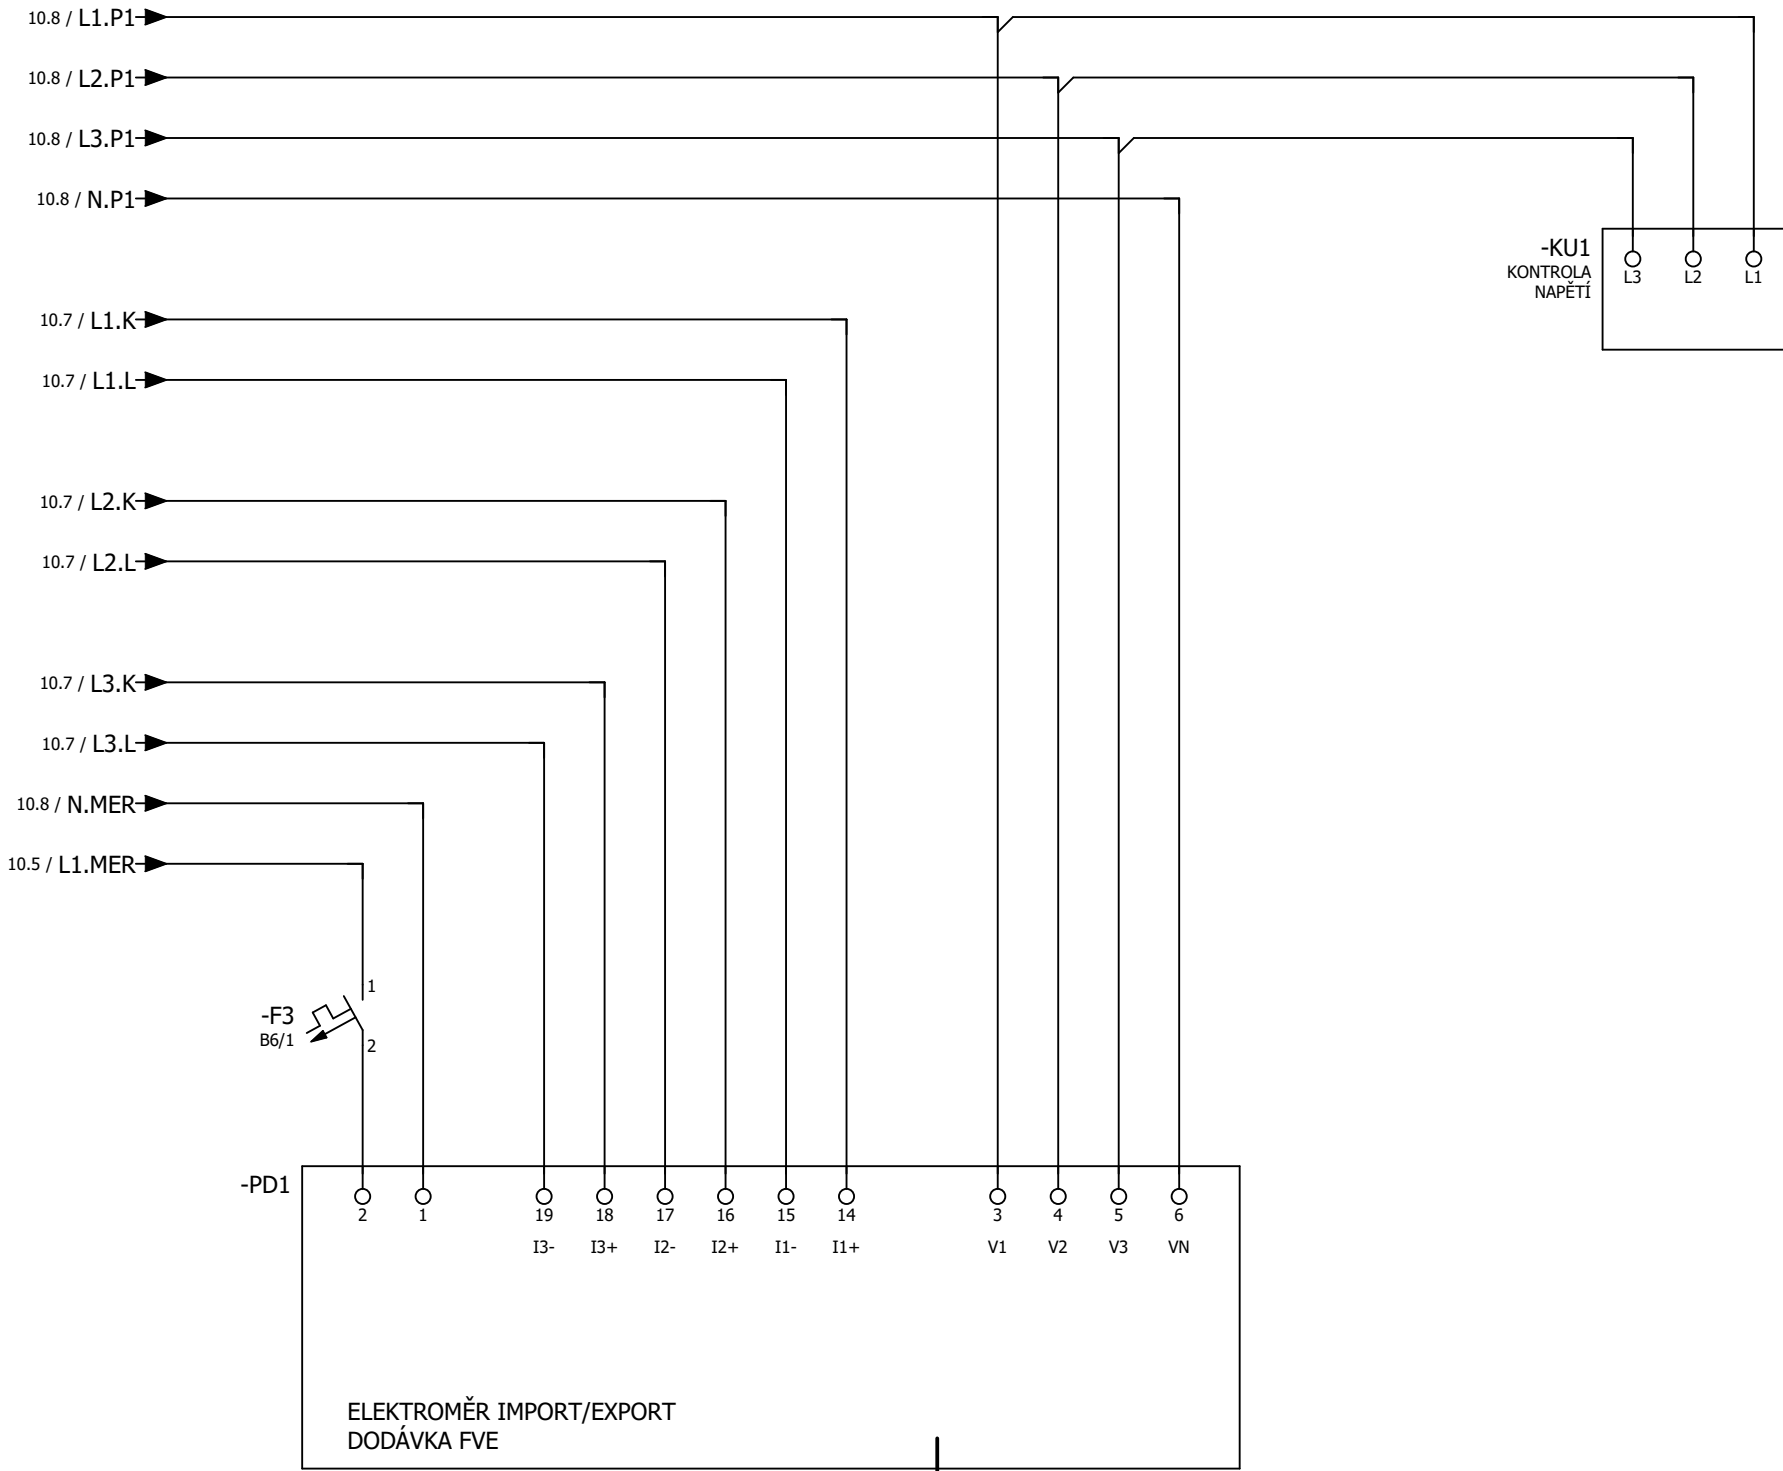 10.8 / L1.P1
10.8 / L2.P1
10.8 / L3.P1
10.8 / N.P1
-KU1
KONTROLA
NAPĚTÍ
L3 L2 L1
10.7 / L1.K
10.7 / L1.L
10.7 / L2.K
10.7 / L2.L
10.7 / L3.K
10.7 / L3.L
10.8 / N.MER
10.5 / L1.MER
1
-F3
B6/1
2
-PD1
2 1 19 18 17 16 15 14 3 4 5 6
I3- I3+ I2- I2+ I1- I1+ V1 V2 V3 VN
ELEKTROMĚR IMPORT/EXPORT
DODÁVKA FVE